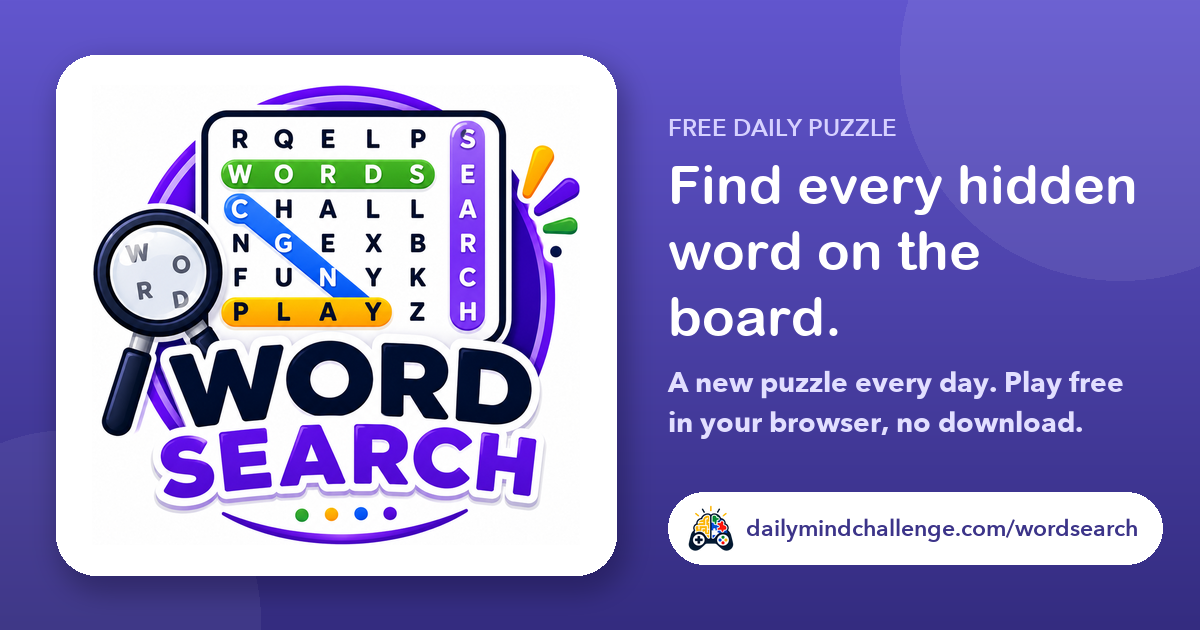 R Q E L P S
W O R D S E
C H A L L A
N G E X B R
F U N Y K C
P L A Y Z H
W O
R D
WORD
SEARCH
FREE DAILY PUZZLE
Find every hidden
word on the
board.
A new puzzle every day. Play free
in your browser, no download.
dailymindchallenge.com/wordsearch